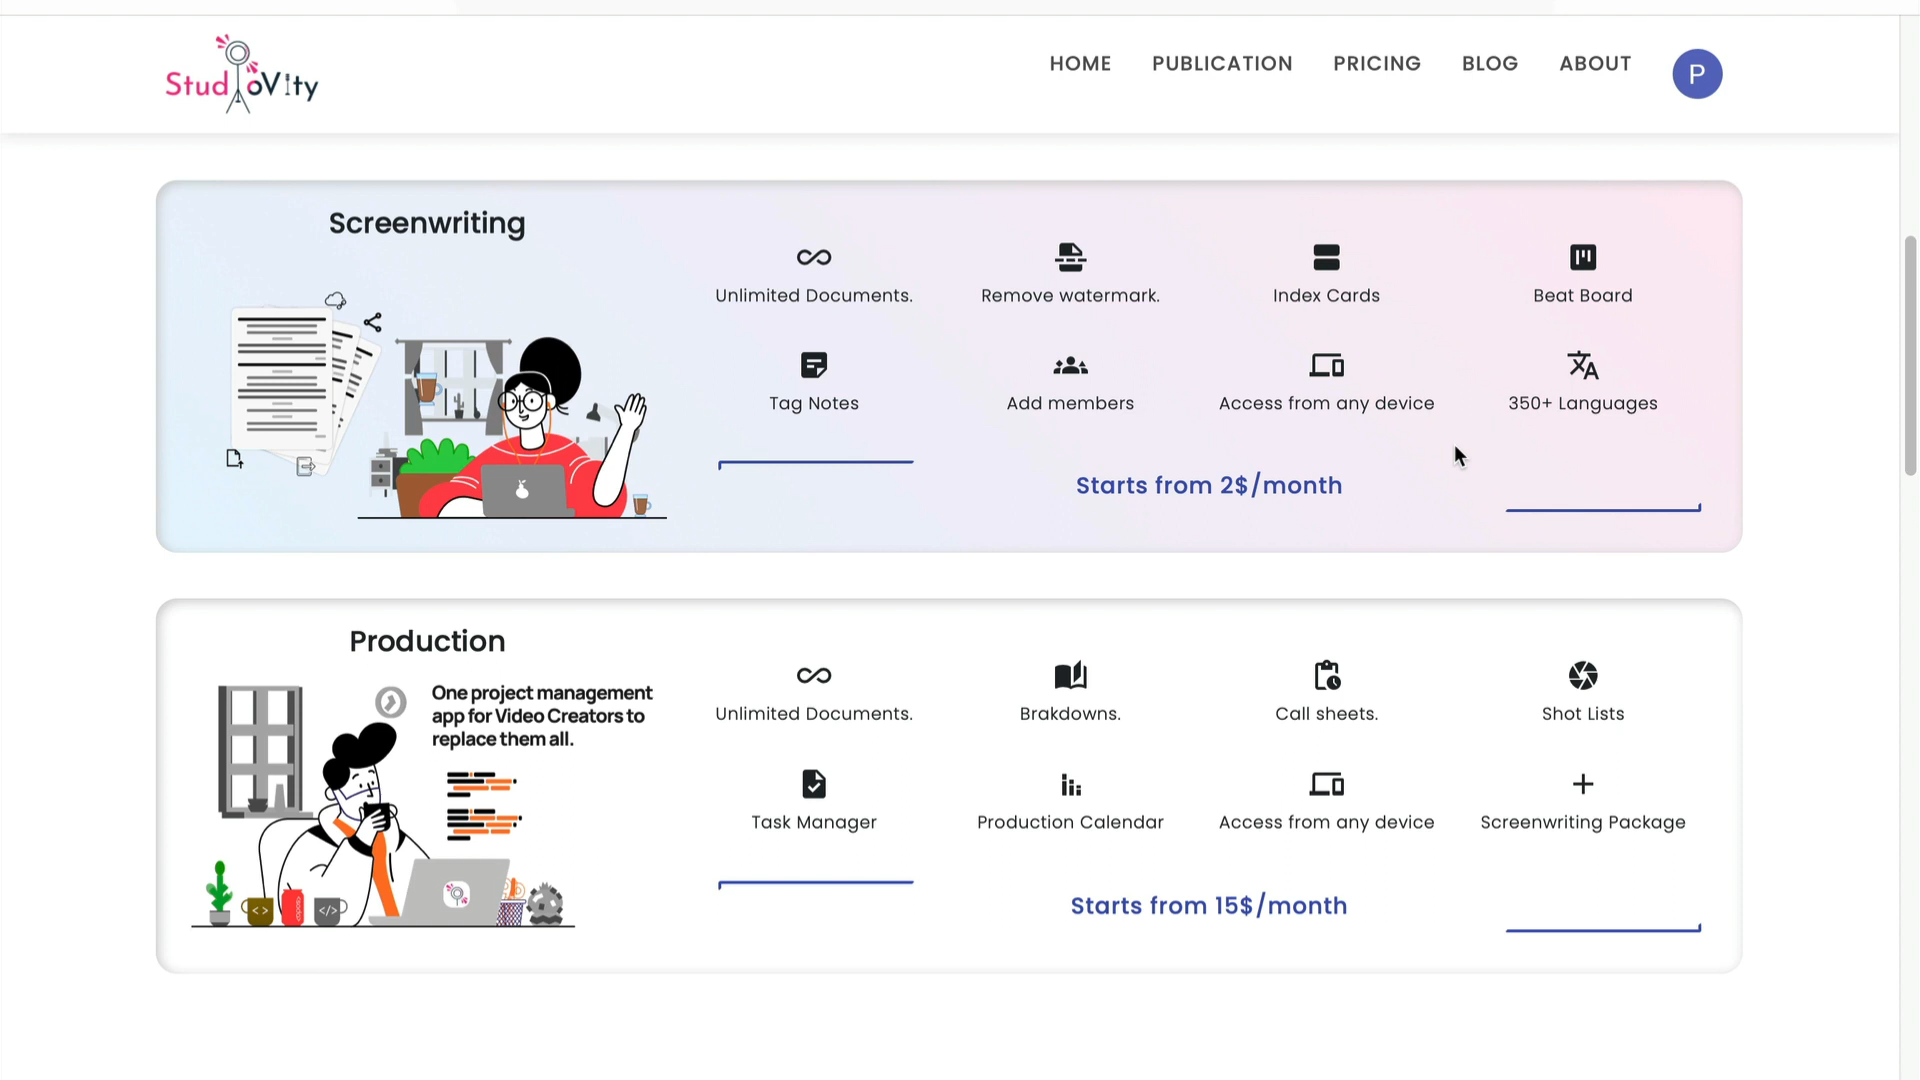 StudioVity
HOME PUBLICATION PRICING BLOG ABOUT P
Screenwriting
Unlimited Documents. Remove watermark. Index Cards Beat Board
Tag Notes Add members Access from any device 350+ Languages
Starts from 2$/month
Production
One project management
app for Video Creators to
replace them all.
Unlimited Documents. Brakdowns. Call sheets. Shot Lists
Task Manager Production Calendar Access from any device Screenwriting Package
Starts from 15$/month